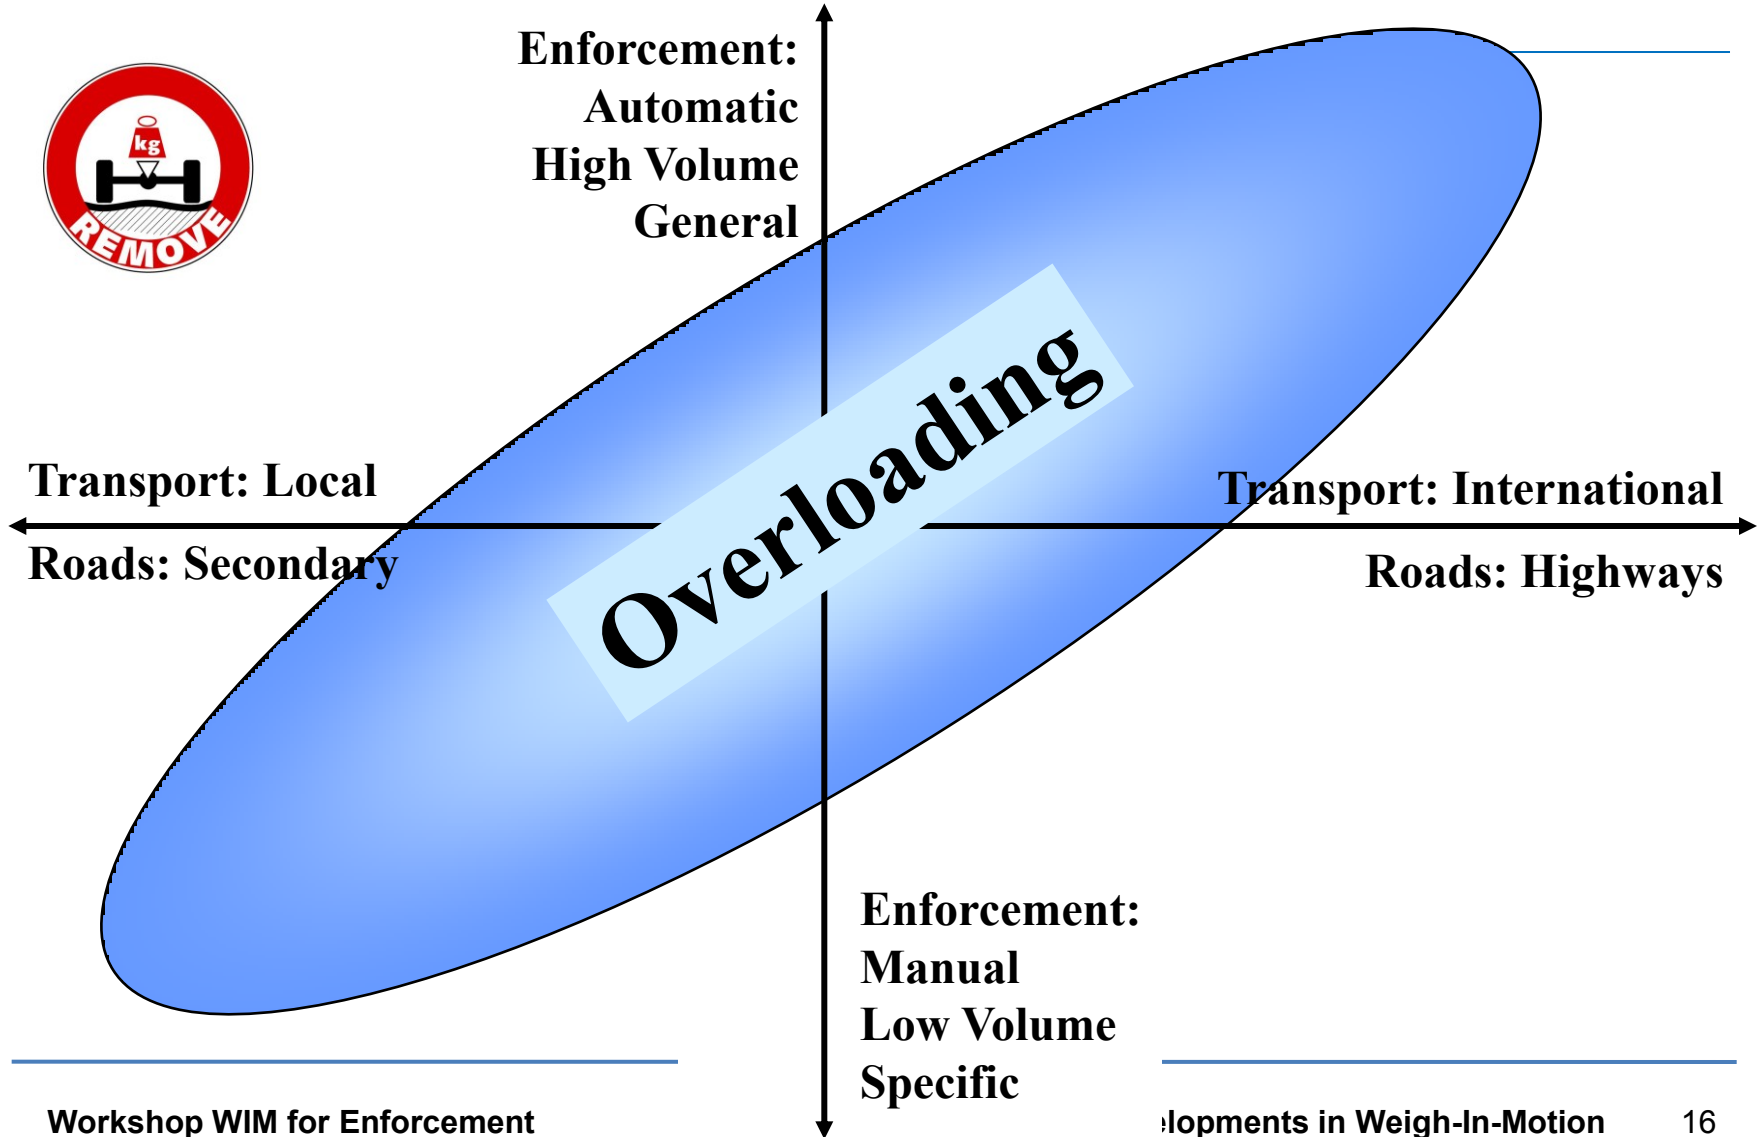 Enforcement:
Automatic
High Volume
General
kg
REMOVE
Overloading
Transport: Local
Transport: International
Roads: Secondary
Roads: Highways
Enforcement:
Manual
Low Volume
Specific
Workshop WIM for Enforcement
elopments in Weigh-In-Motion
16